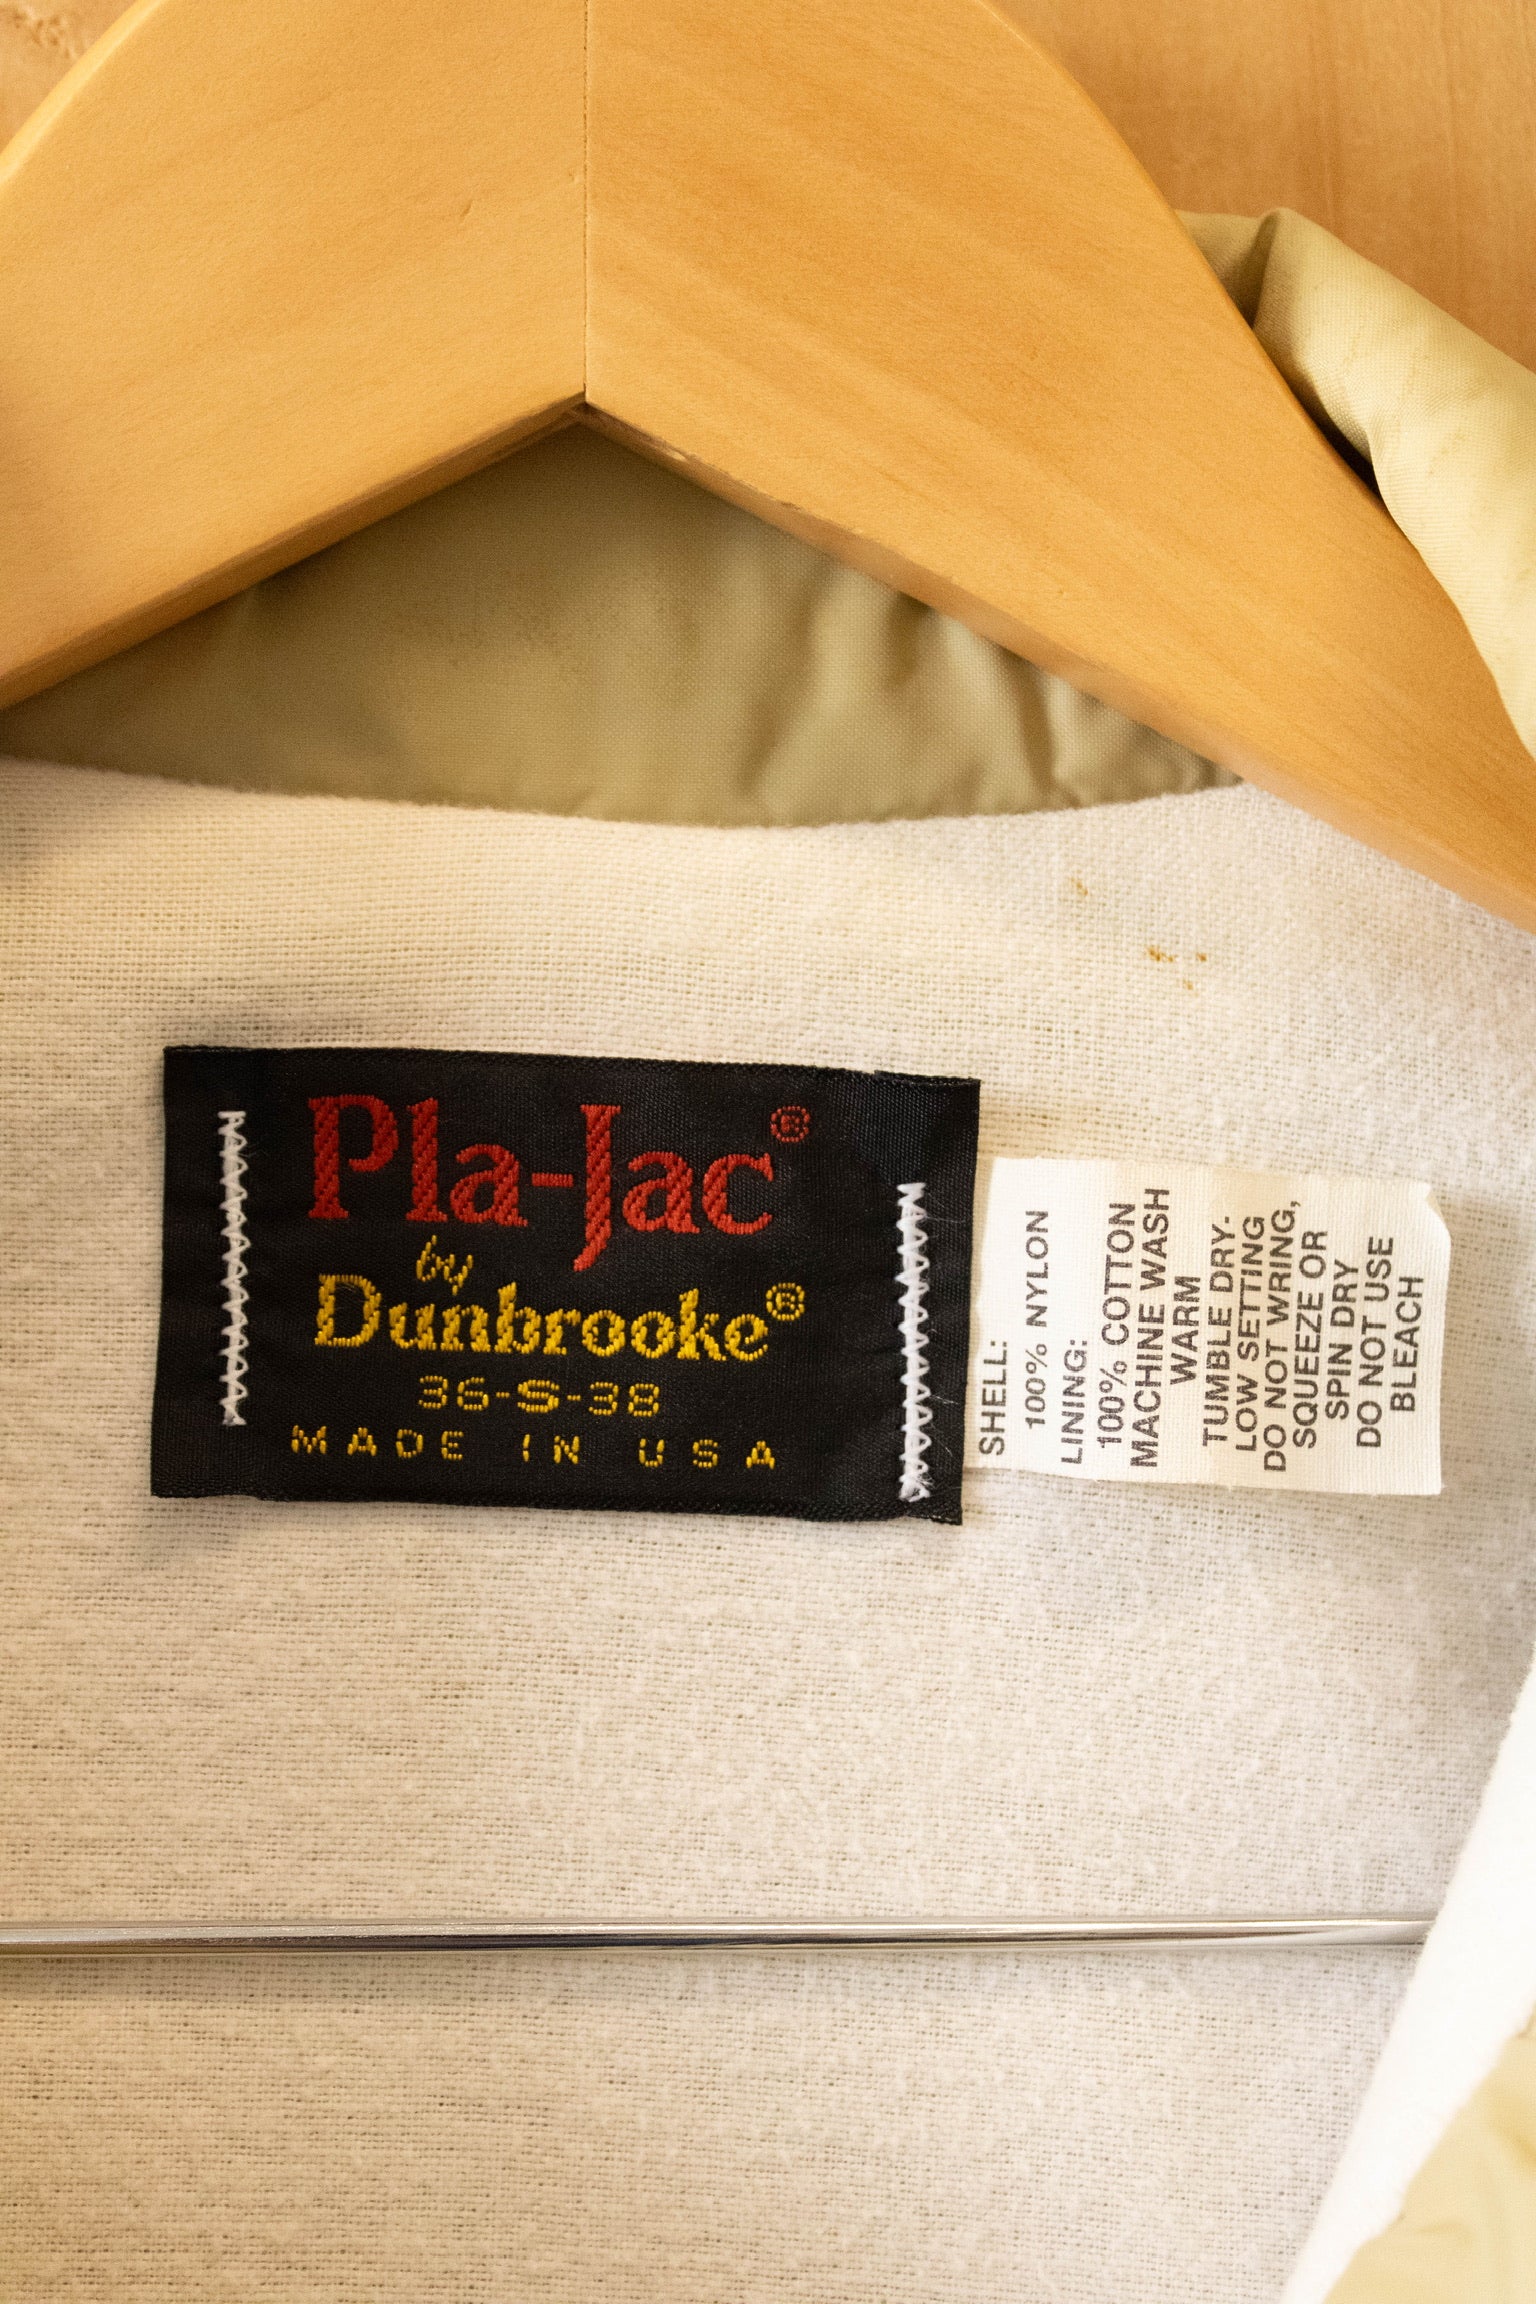 Pla-Jac®
by
Dunbrooke®
36-S-38
MADE IN USA
SHELL:
100% NYLON
LINING:
100% COTTON
MACHINE WASH
WARM
TUMBLE DRY-
LOW SETTING
DO NOT WRING,
SQUEEZE OR
SPIN DRY
DO NOT USE
BLEACH